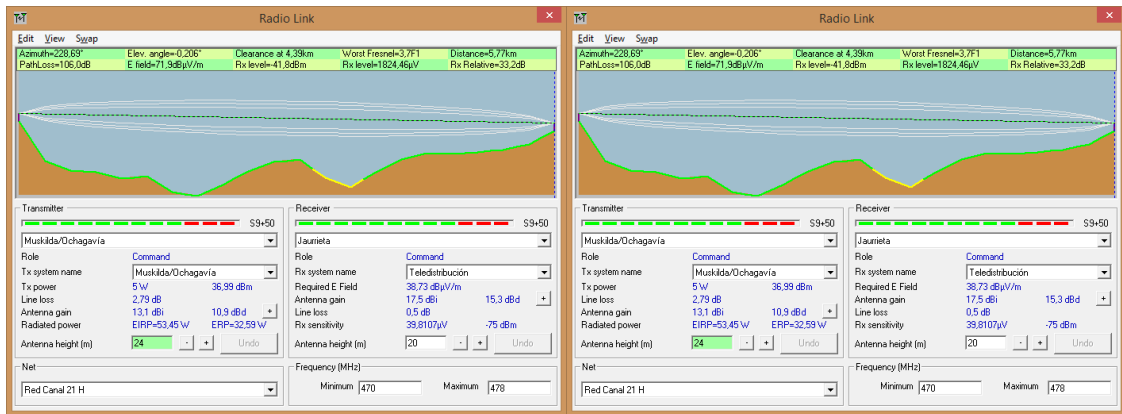 Radio Link
Edit View Swap
Azimuth=228,69° Elev. angle=-0,206° Clearance at 4,39km Worst Fresnel=3,7F1 Distance=5,77km
PathLoss=106,0dB E field=71,9dBµV/m Rx level=-41,8dBm Rx level=1824,46µV Rx Relative=33,2dB
Transmitter
S9+50
Muskilda/Ochagavía
Role Command
Tx system name Muskilda/Ochagavía
Tx power 5 W 36,99 dBm
Line loss 2,79 dB
Antenna gain 13,1 dBi 10,9 dBd +
Radiated power EIRP=53,45 W ERP=32,59 W
Antenna height (m) 24 - + Undo
Net
Red Canal 21 H
Receiver
S9+50
Jaurrieta
Role Command
Rx system name Teledistribución
Required E Field 38,73 dBµV/m
Antenna gain 17,5 dBi 15,3 dBd +
Line loss 0,5 dB
Rx sensitivity 39,8107µV -75 dBm
Antenna height (m) 20 - + Undo
Frequency (MHz)
Minimum 470 Maximum 478
Radio Link
Edit View Swap
Azimuth=228,69° Elev. angle=-0,206° Clearance at 4,39km Worst Fresnel=3,7F1 Distance=5,77km
PathLoss=106,0dB E field=71,9dBµV/m Rx level=-41,8dBm Rx level=1824,46µV Rx Relative=33,2dB
Transmitter
S9+50
Muskilda/Ochagavía
Role Command
Tx system name Muskilda/Ochagavía
Tx power 5 W 36,99 dBm
Line loss 2,79 dB
Antenna gain 13,1 dBi 10,9 dBd +
Radiated power EIRP=53,45 W ERP=32,59 W
Antenna height (m) 24 - + Undo
Net
Red Canal 21 H
Receiver
S9+50
Jaurrieta
Role Command
Rx system name Teledistribución
Required E Field 38,73 dBµV/m
Antenna gain 17,5 dBi 15,3 dBd +
Line loss 0,5 dB
Rx sensitivity 39,8107µV -75 dBm
Antenna height (m) 20 - + Undo
Frequency (MHz)
Minimum 470 Maximum 478